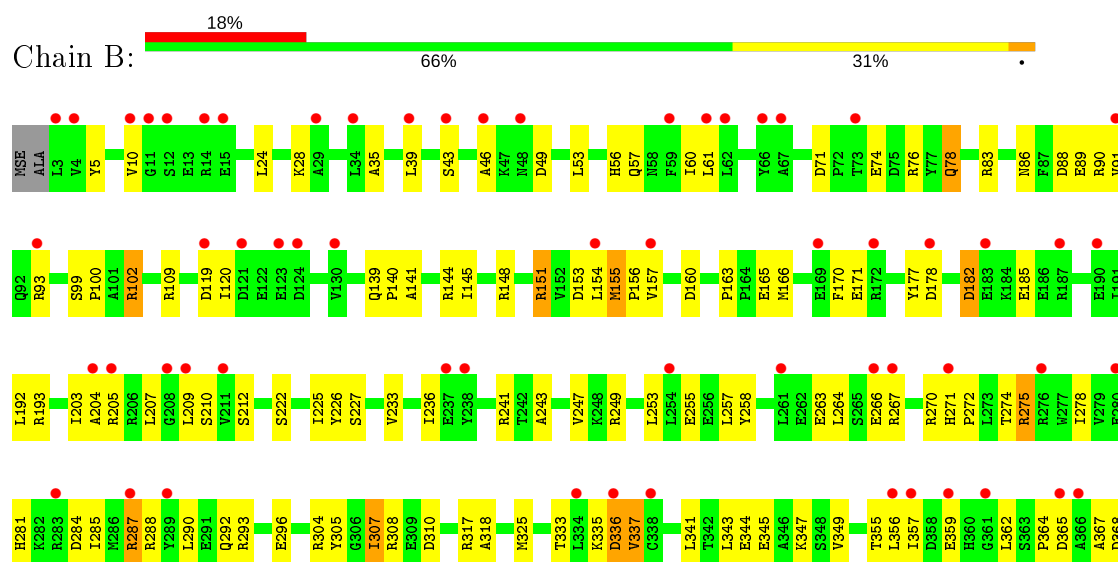 18%
Chain B:
66% 31% •
MSE ALA L3 V4 Y5 V10 G11 S12 E13 R14 E15 L24 K28 A29 L34 A35 L39 S43 A46 K47 N48 D49 L53 H56 Q57 N58 F59 I60 L61 L62 Y66 A67 D71 P72 T73 E74 D75 R76 Y77 Q78 R83 N86 F87 D88 E89 R90 V91
Q92 R93 S99 P100 A101 R102 R109 D119 I120 D121 E122 E123 D124 V130 Q139 P140 A141 R144 I145 R148 R151 V152 D153 L154 M155 P156 V157 D160 P163 P164 E165 M166 E169 F170 E171 R172 Y177 D178 D182 E183 K184 E185 E186 R187 E190 I191
L192 R193 I203 A204 R205 R206 L207 G208 L209 S210 V211 S212 S222 I225 Y226 S227 V233 I236 E237 Y238 R241 T242 A243 V247 K248 R249 L253 L254 E255 E256 L257 Y258 L261 E262 E263 L264 S265 E266 R267 R270 H271 P272 L273 T274 R275 R276 W277 I278 V279 E280
H281 K282 R283 D284 I285 M286 R287 R288 Y289 L290 E291 Q292 R293 E296 R304 Y305 G306 I307 R308 E309 D310 R317 A318 M325 T333 L334 K335 D336 V337 C338 L341 T342 L343 E344 E345 A346 K347 S348 V349 T355 L356 I357 D358 E359 H360 G361 L362 S363 P364 D365 A366 A367